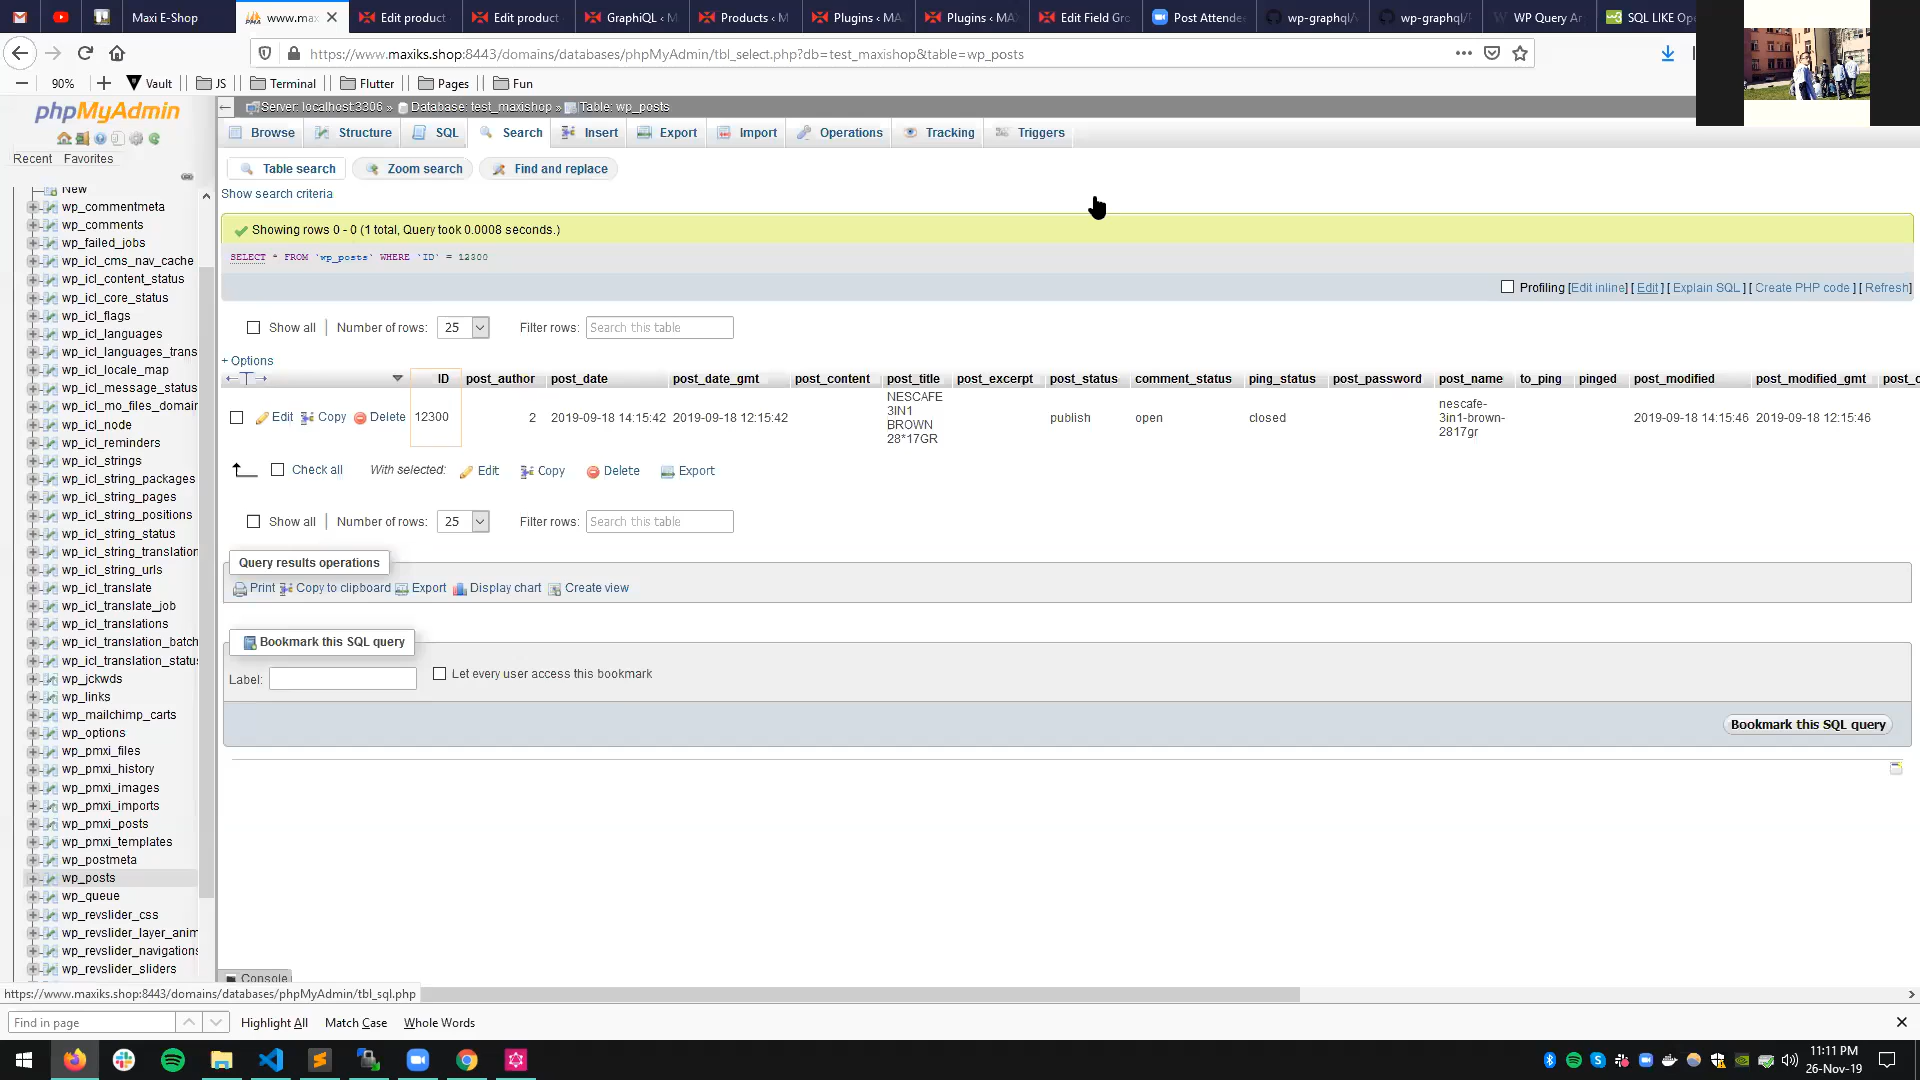 Maxi E-Shop
www.max
Edit product
Edit product
GraphiQL ‹ M
Products ‹ M
Plugins ‹ MA
Plugins ‹ MA
Edit Field Gro
Post Attende
wp-graphql/
wp-graphql/
WP Query Ar
SQL LIKE Op
https://www.maxiks.shop:8443/domains/databases/phpMyAdmin/tbl_select.php?db=test_maxishop&table=wp_posts
90%
Vault
JS
Terminal
Flutter
Pages
Fun
phpMyAdmin
Server: localhost:3306 » Database: test_maxishop » Table: wp_posts
Browse
Structure
SQL
Search
Insert
Export
Import
Operations
Tracking
Triggers
Recent Favorites
Table search
Zoom search
Find and replace
Show search criteria
Showing rows 0 - 0 (1 total, Query took 0.0008 seconds.)
SELECT * FROM `wp_posts` WHERE `ID` = 12300
Profiling [Edit inline] [ Edit ] [ Explain SQL ] [ Create PHP code ] [ Refresh]
Show all | Number of rows: 25 Filter rows: Search this table
+ Options
ID post_author post_date post_date_gmt post_content post_title post_excerpt post_status comment_status ping_status post_password post_name to_ping pinged post_modified post_modified_gmt post_c
Edit Copy Delete 12300 2 2019-09-18 14:15:42 2019-09-18 12:15:42
NESCAFE
3IN1
BROWN
28*17GR
publish open closed
nescafe-
3in1-brown-
2817gr
2019-09-18 14:15:46 2019-09-18 12:15:46
Check all With selected: Edit Copy Delete Export
Show all | Number of rows: 25 Filter rows: Search this table
Query results operations
Print Copy to clipboard Export Display chart Create view
Bookmark this SQL query
Label: Let every user access this bookmark
Bookmark this SQL query
Console
New
wp_commentmeta
wp_comments
wp_failed_jobs
wp_icl_cms_nav_cache
wp_icl_content_status
wp_icl_core_status
wp_icl_flags
wp_icl_languages
wp_icl_languages_trans
wp_icl_locale_map
wp_icl_message_status
wp_icl_mo_files_domain
wp_icl_node
wp_icl_reminders
wp_icl_strings
wp_icl_string_packages
wp_icl_string_pages
wp_icl_string_positions
wp_icl_string_status
wp_icl_string_translation
wp_icl_string_urls
wp_icl_translate
wp_icl_translate_job
wp_icl_translations
wp_icl_translation_batch
wp_icl_translation_statu
wp_jckwds
wp_links
wp_mailchimp_carts
wp_options
wp_pmxi_files
wp_pmxi_history
wp_pmxi_images
wp_pmxi_imports
wp_pmxi_posts
wp_pmxi_templates
wp_postmeta
wp_posts
wp_queue
wp_revslider_css
wp_revslider_layer_anim
wp_revslider_navigations
wp_revslider_sliders
https://www.maxiks.shop:8443/domains/databases/phpMyAdmin/tbl_sql.php
Find in page
Highlight All
Match Case
Whole Words
11:11 PM
26-Nov-19